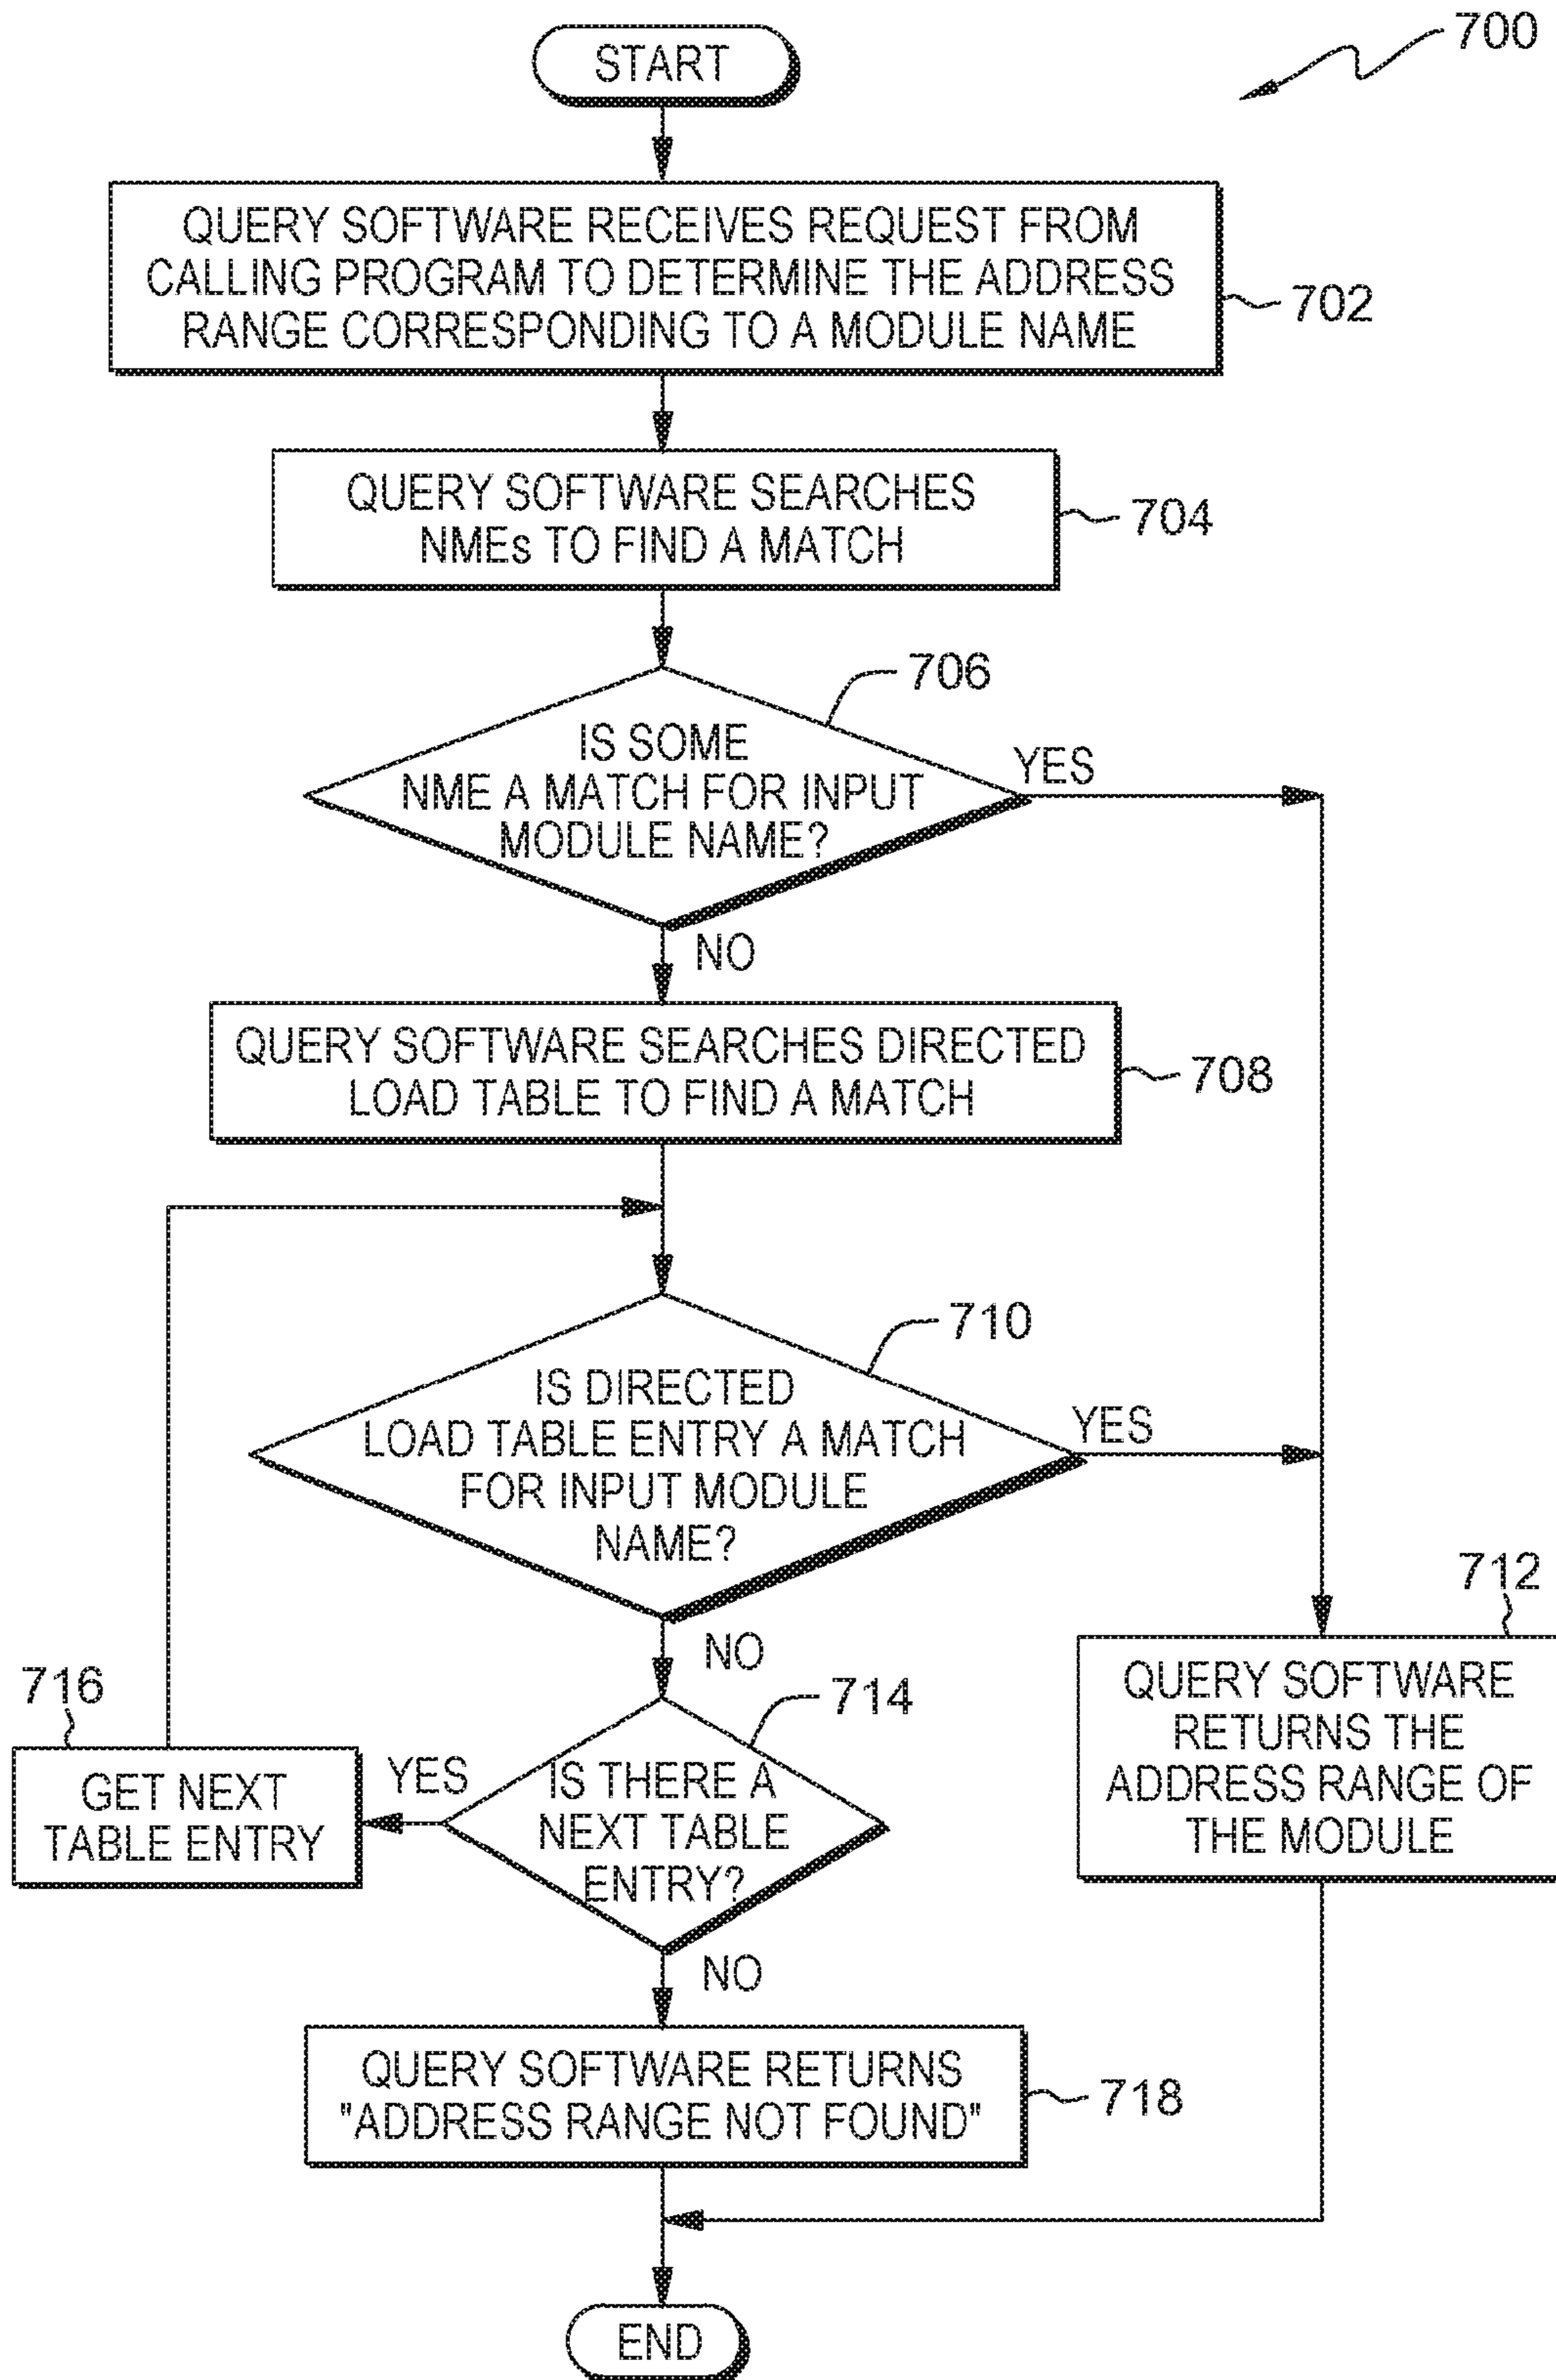 START
700
QUERY SOFTWARE RECEIVES REQUEST FROM
CALLING PROGRAM TO DETERMINE THE ADDRESS
RANGE CORRESPONDING TO A MODULE NAME
702
QUERY SOFTWARE SEARCHES
NMEs TO FIND A MATCH
704
706
IS SOME
NME A MATCH FOR INPUT
MODULE NAME?
YES
NO
QUERY SOFTWARE SEARCHES DIRECTED
LOAD TABLE TO FIND A MATCH
708
710
IS DIRECTED
LOAD TABLE ENTRY A MATCH
FOR INPUT MODULE
NAME?
YES
NO
712
QUERY SOFTWARE
RETURNS THE
ADDRESS RANGE OF
THE MODULE
714
IS THERE A
NEXT TABLE
ENTRY?
YES
716
GET NEXT
TABLE ENTRY
NO
QUERY SOFTWARE RETURNS
"ADDRESS RANGE NOT FOUND"
718
END